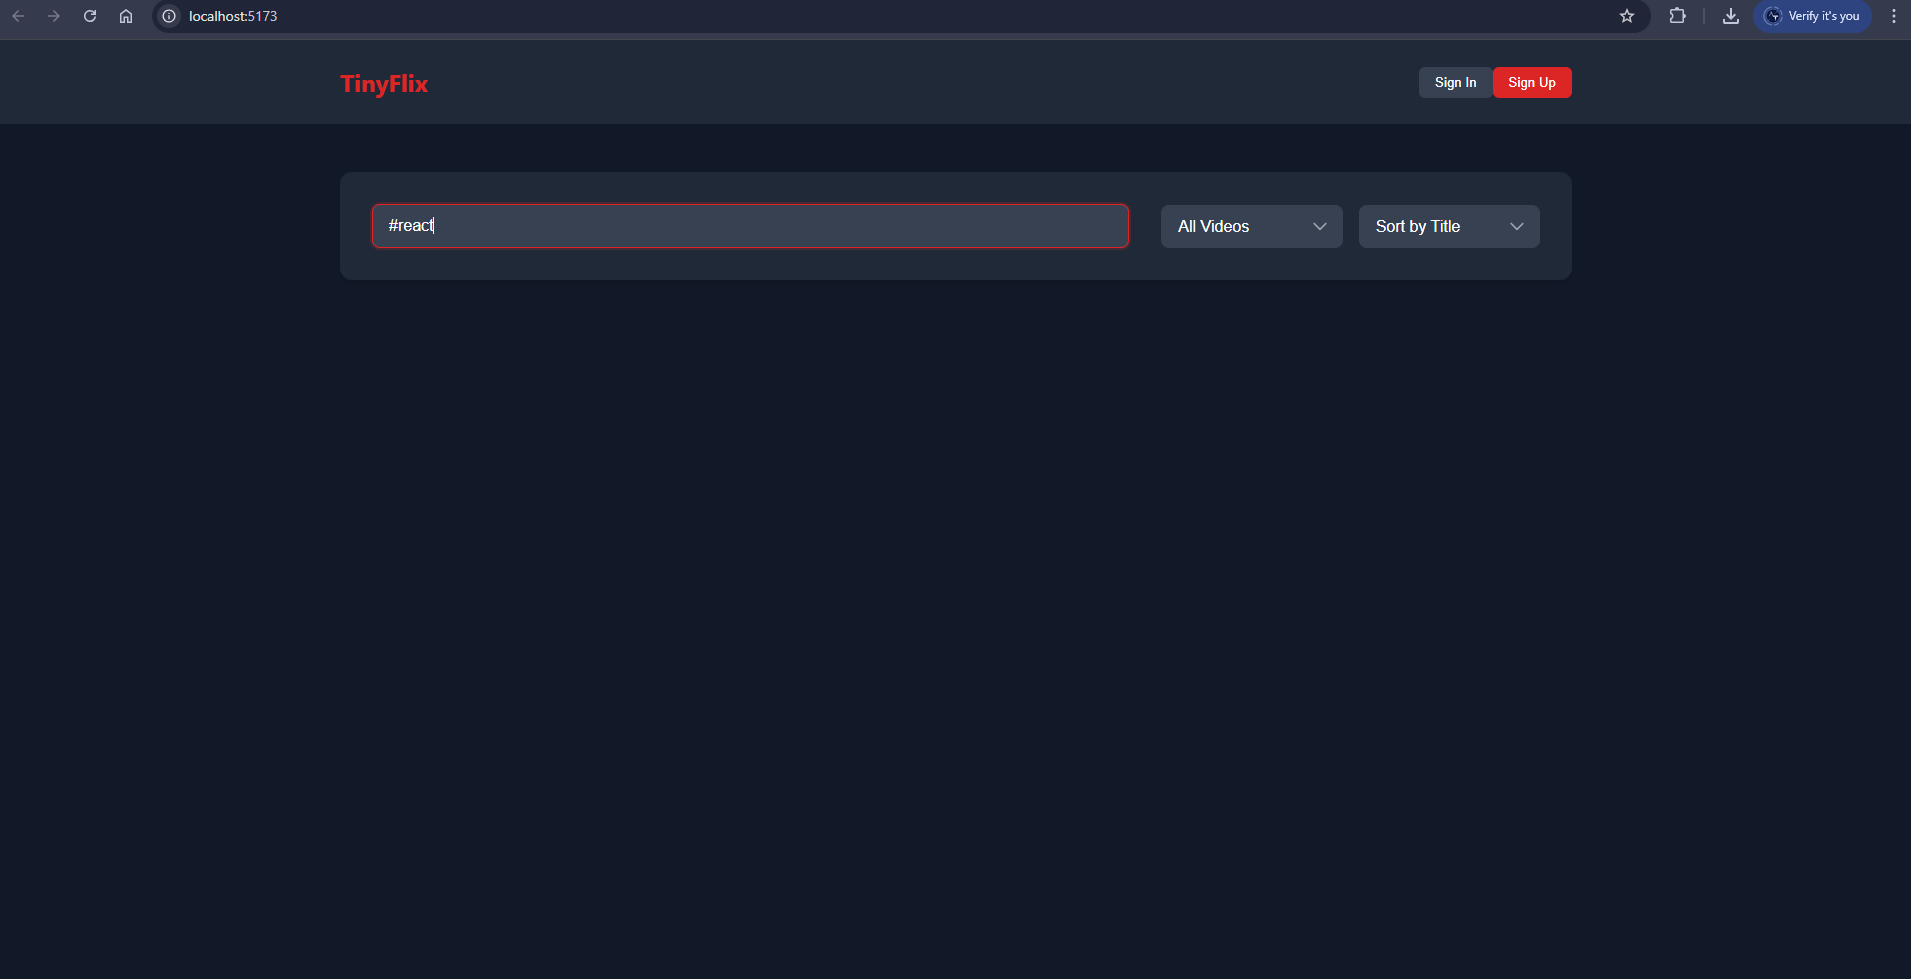 localhost:5173
Verify it's you
TinyFlix
Sign In
Sign Up
#react
All Videos
Sort by Title